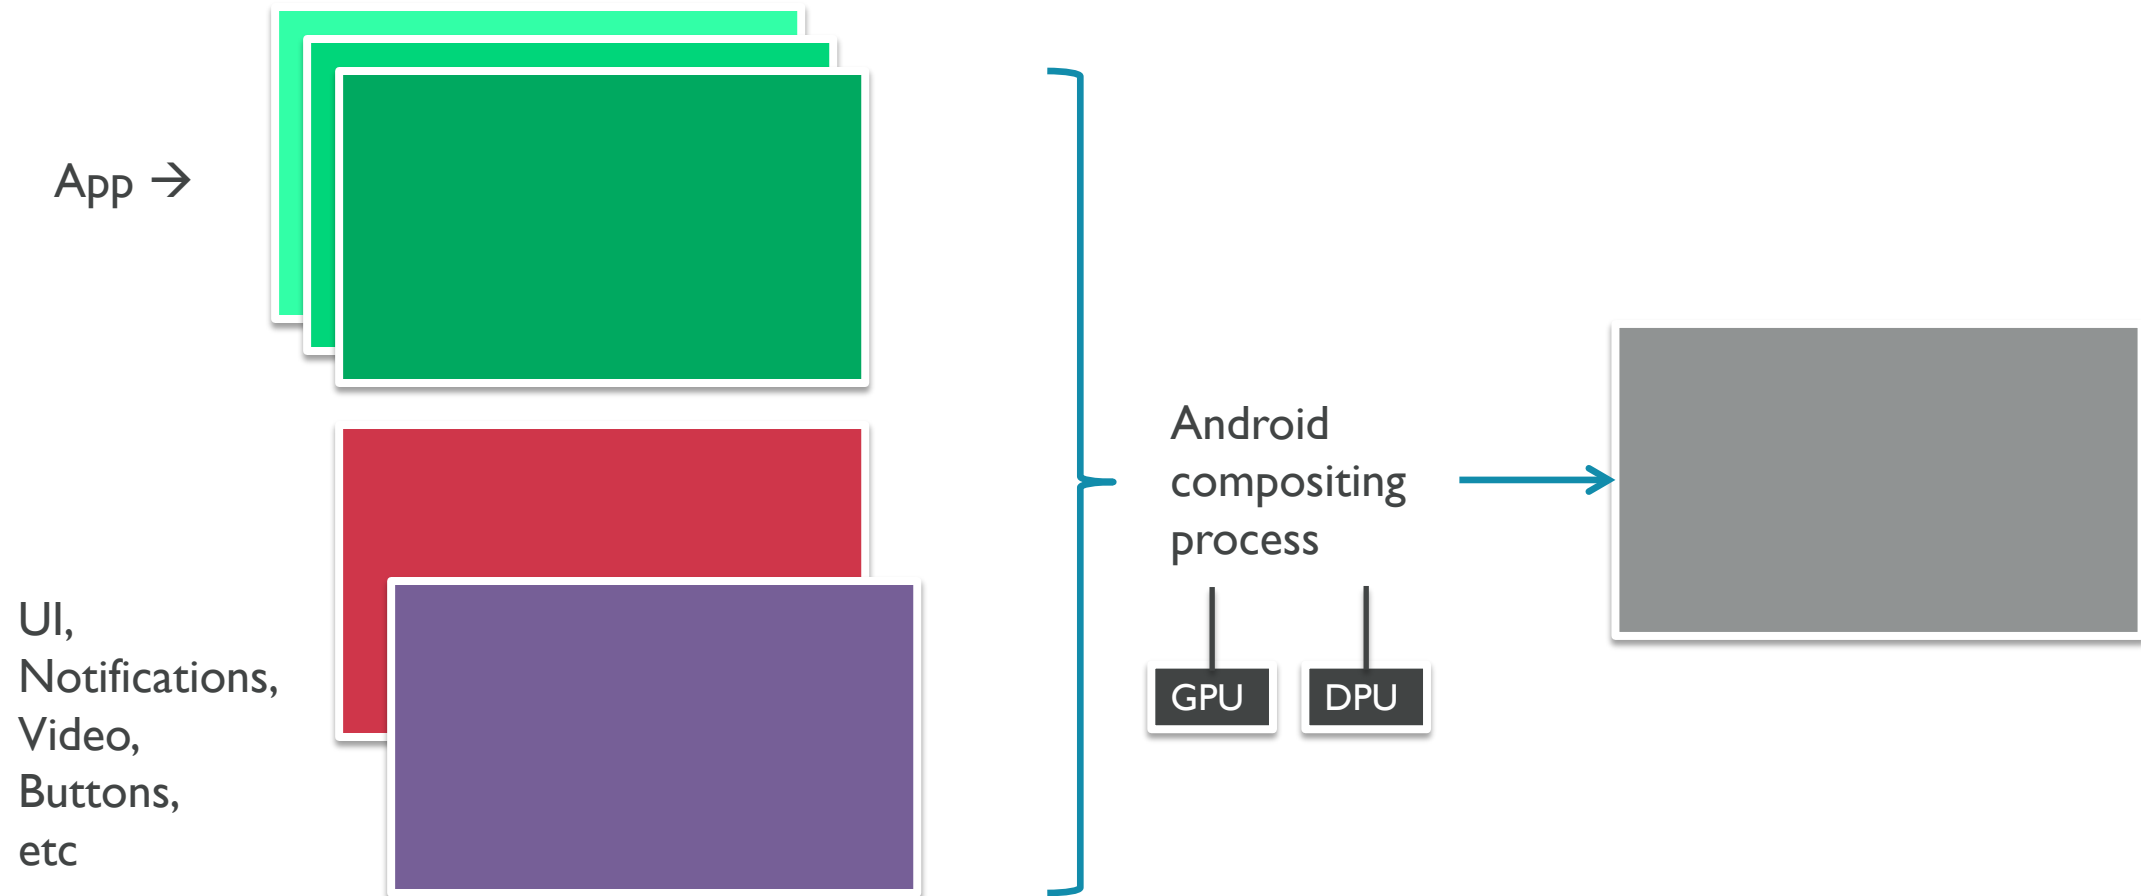 App →
UI,
Notifications,
Video,
Buttons,
etc
Android
compositing
process
GPU
DPU